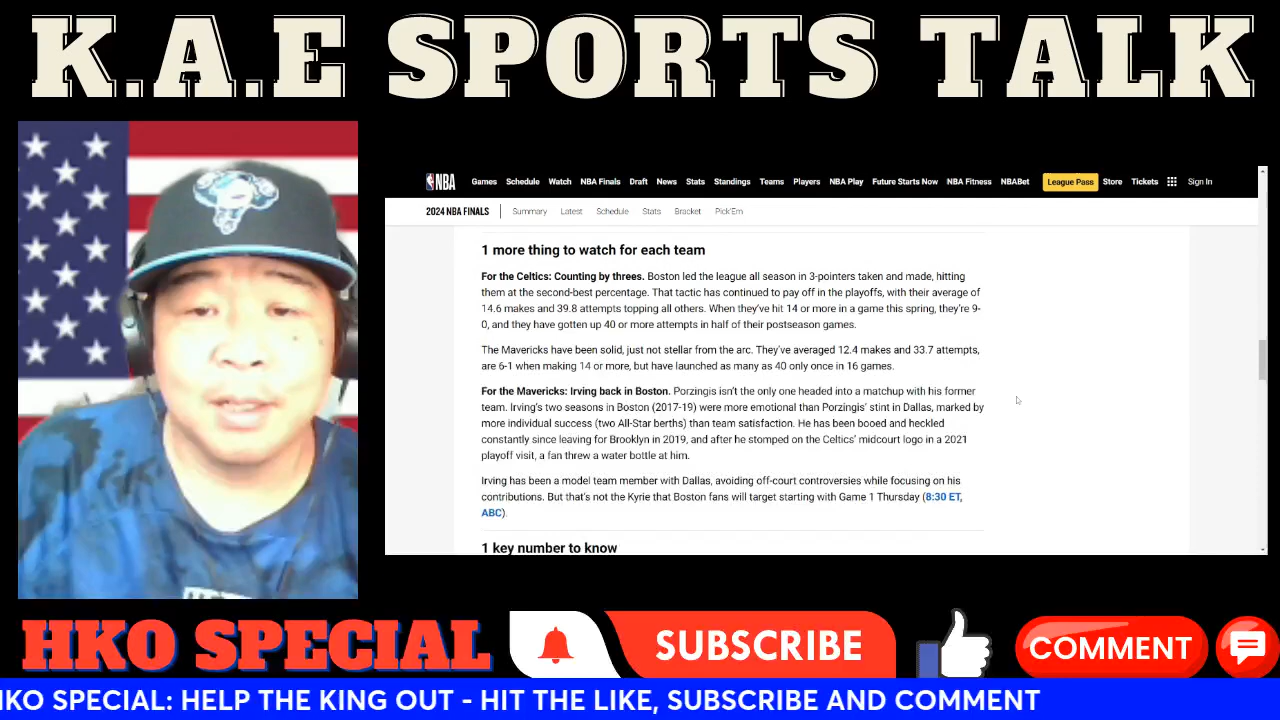 K.A.E SPORTS TALK
NBA Games Schedule Watch NBA Finals Draft News Stats Standings Teams Players NBA Play Future Starts Now NBA Fitness NBABet League Pass Store Tickets Sign In
2024 NBA FINALS Summary Latest Schedule Stats Bracket Pick'Em
1 more thing to watch for each team
For the Celtics: Counting by threes. Boston led the league all season in 3-pointers taken and made, hitting
them at the second-best percentage. That tactic has continued to pay off in the playoffs, with their average of
14.6 makes and 39.8 attempts topping all others. When they've hit 14 or more in a game this spring, they're 9-
0, and they have gotten up 40 or more attempts in half of their postseason games.
The Mavericks have been solid, just not stellar from the arc. They've averaged 12.4 makes and 33.7 attempts,
are 6-1 when making 14 or more, but have launched as many as 40 only once in 16 games.
For the Mavericks: Irving back in Boston. Porzingis isn't the only one headed into a matchup with his former
team. Irving's two seasons in Boston (2017-19) were more emotional than Porzingis' stint in Dallas, marked by
more individual success (two All-Star berths) than team satisfaction. He has been booed and heckled
constantly since leaving for Brooklyn in 2019, and after he stomped on the Celtics' midcourt logo in a 2021
playoff visit, a fan threw a water bottle at him.
Irving has been a model team member with Dallas, avoiding off-court controversies while focusing on his
contributions. But that's not the Kyrie that Boston fans will target starting with Game 1 Thursday (8:30 ET,
ABC).
1 key number to know
HKO SPECIAL SUBSCRIBE COMMENT
HKO SPECIAL: HELP THE KING OUT - HIT THE LIKE, SUBSCRIBE AND COMMENT